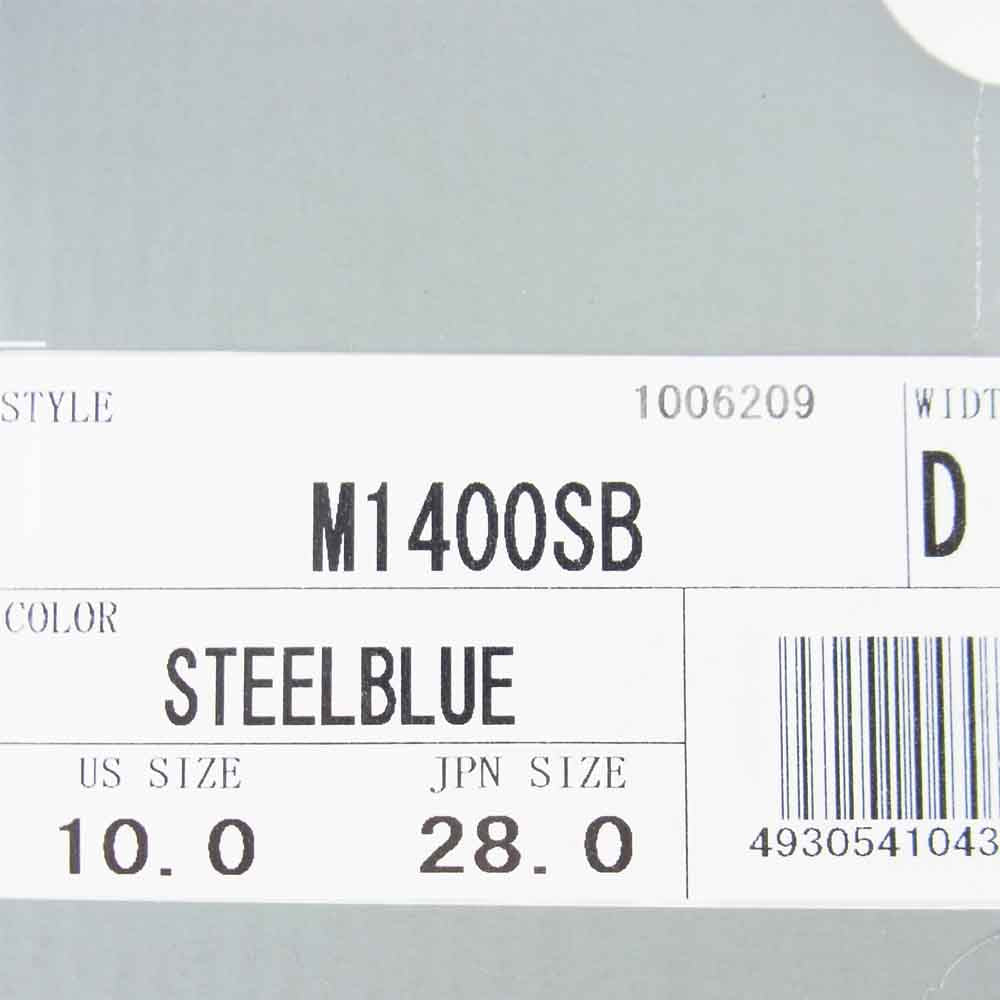 STYLE 1006209 WIDT
M1400SB D
COLOR
STEELBLUE
US SIZE JPN SIZE
10.0 28.0
4930541043